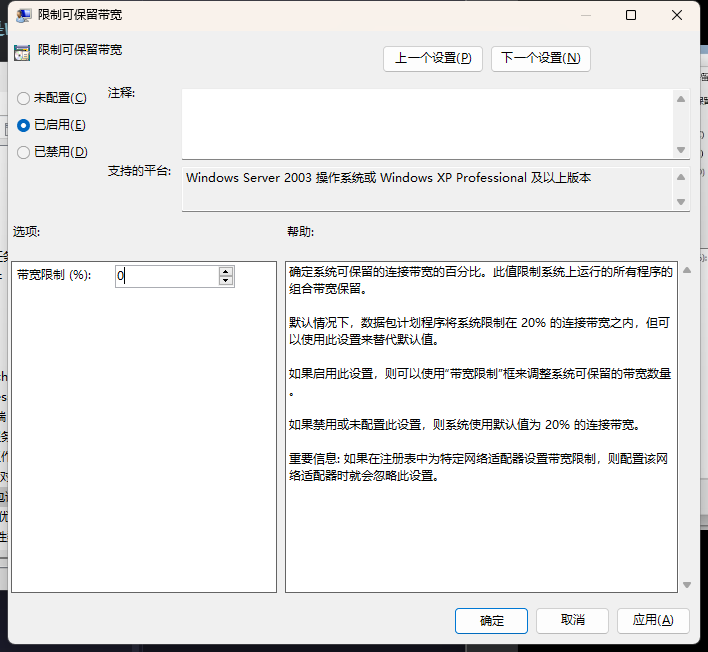 限制可保留带宽
限制可保留带宽
上一个设置(P)
下一个设置(N)
未配置(C)
注释:
已启用(E)
已禁用(D)
支持的平台:
Windows Server 2003 操作系统或 Windows XP Professional 及以上版本
选项:
帮助:
带宽限制 (%):
0
确定系统可保留的连接带宽的百分比。此值限制系统上运行的所有程序的
组合带宽保留。
默认情况下，数据包计划程序将系统限制在 20% 的连接带宽之内，但可
以使用此设置来替代默认值。
如果启用此设置，则可以使用“带宽限制”框来调整系统可保留的带宽数量
。
如果禁用或未配置此设置，则系统使用默认值为 20% 的连接带宽。
重要信息: 如果在注册表中为特定网络适配器设置带宽限制，则配置该网
络适配器时就会忽略此设置。
确定
取消
应用(A)